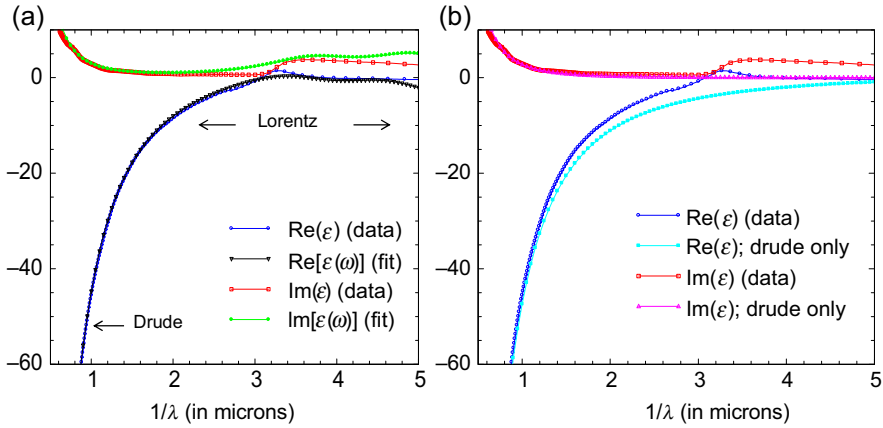 (a)
0
–20
–40
–60
Lorentz
Re(ε) (data)
Re[ε(ω)] (fit)
Im(ε) (data)
Im[ε(ω)] (fit)
Drude
1 2 3 4 5
1/λ (in microns)
(b)
0
–20
–40
–60
Re(ε) (data)
Re(ε); drude only
Im(ε) (data)
Im(ε); drude only
1 2 3 4 5
1/λ (in microns)